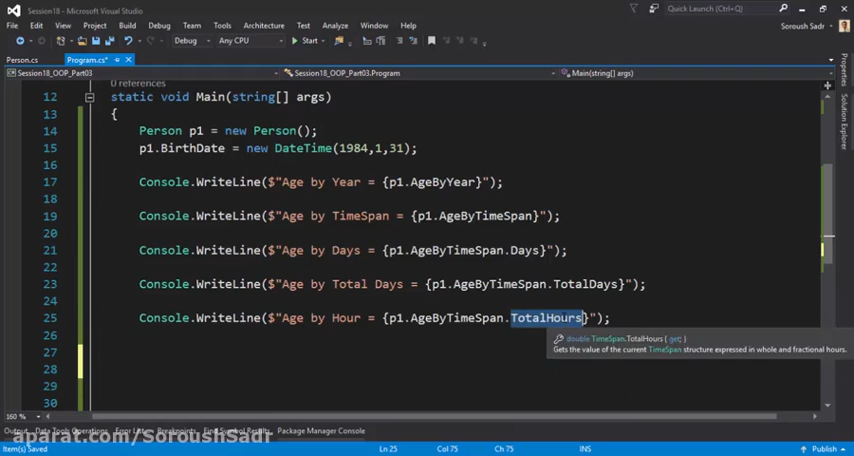 Session18 - Microsoft Visual Studio
Quick Launch (Ctrl+Q)
File Edit View Project Build Debug Team Tools Architecture Test Analyze Window Help
Soroush Sadr
Debug Any CPU Start
Person.cs Program.cs*
Session18_OOP_Part03 Session18_OOP_Part03.Program Main(string[] args)
0 references
12 static void Main(string[] args)
13 {
14 Person p1 = new Person();
15 p1.BirthDate = new DateTime(1984,1,31);
16
17 Console.WriteLine($"Age by Year = {p1.AgeByYear}");
18
19 Console.WriteLine($"Age by TimeSpan = {p1.AgeByTimeSpan}");
20
21 Console.WriteLine($"Age by Days = {p1.AgeByTimeSpan.Days}");
22
23 Console.WriteLine($"Age by Total Days = {p1.AgeByTimeSpan.TotalDays}");
24
25 Console.WriteLine($"Age by Hour = {p1.AgeByTimeSpan.TotalHours}");
26
double TimeSpan.TotalHours { get; }
27
Gets the value of the current TimeSpan structure expressed in whole and fractional hours.
28
29
30
Properties
Solution Explorer
160 %
Output Data Tools Operations Error List Breakpoints Find Symbol Results Package Manager Console
aparat.com/SoroushSadr
Item(s) Saved Ln 25 Col 75 Ch 75 INS Publish